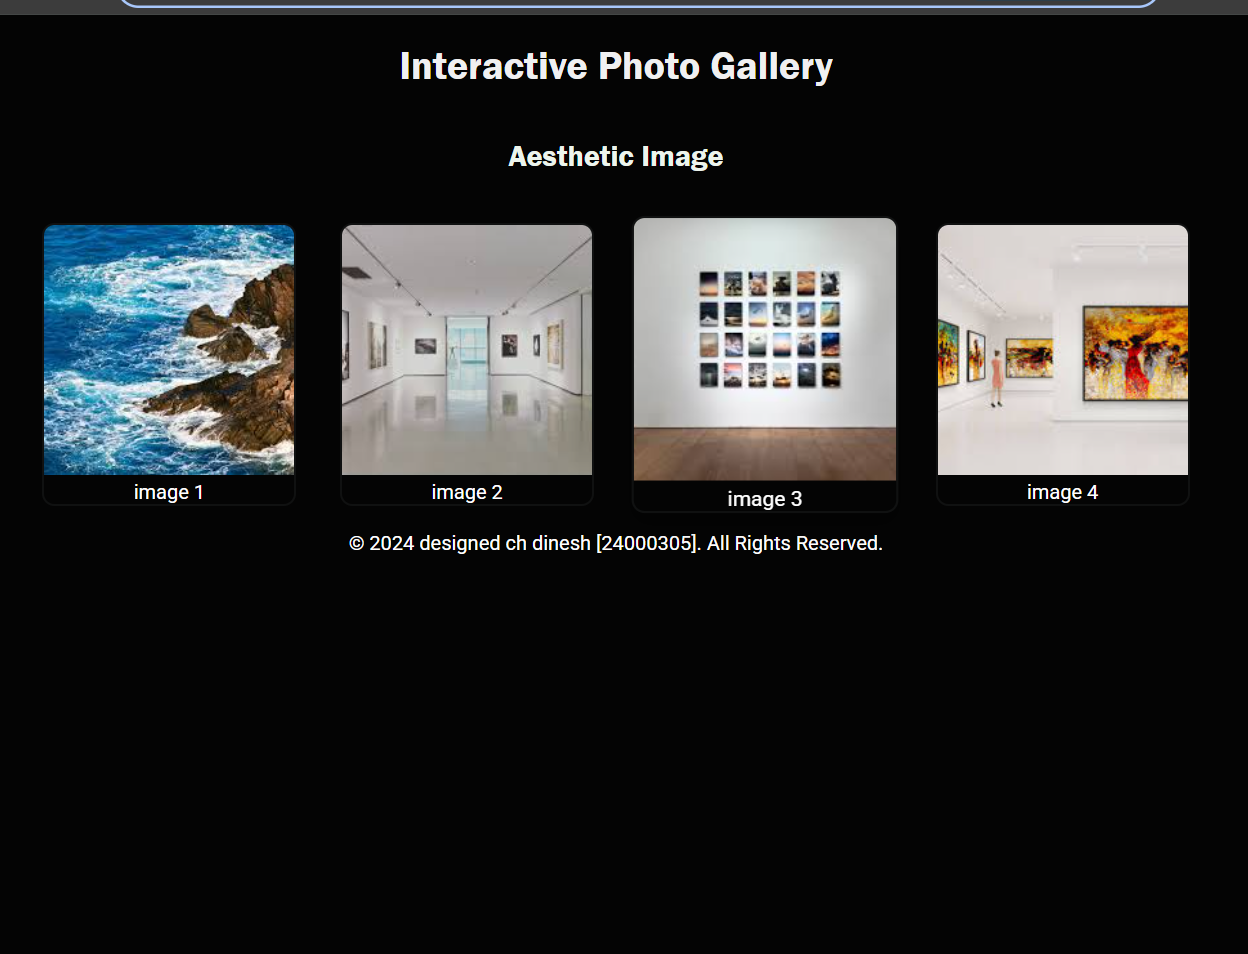 Interactive Photo Gallery
Aesthetic Image
image 1
image 2
image 3
image 4
© 2024 designed ch dinesh [24000305]. All Rights Reserved.